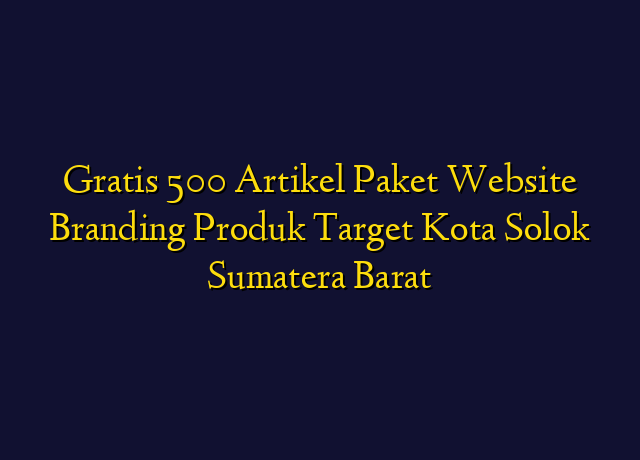 Gratis 500 Artikel Paket Website
Branding Produk Target Kota Solok
Sumatera Barat